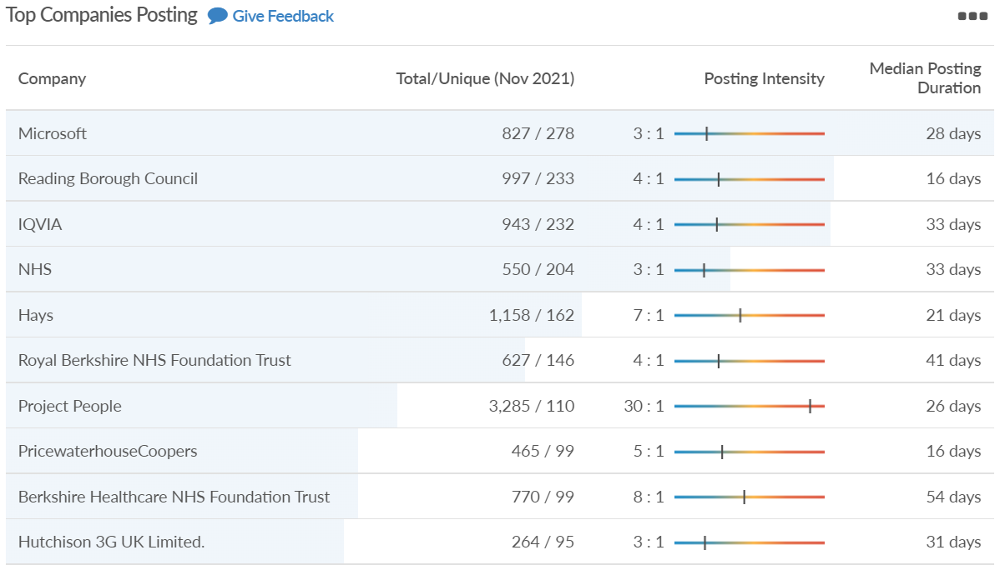 Top Companies Posting Give Feedback
Company Total/Unique (Nov 2021) Posting Intensity Median Posting Duration
Microsoft 827 / 278 3 : 1 28 days
Reading Borough Council 997 / 233 4 : 1 16 days
IQVIA 943 / 232 4 : 1 33 days
NHS 550 / 204 3 : 1 33 days
Hays 1,158 / 162 7 : 1 21 days
Royal Berkshire NHS Foundation Trust 627 / 146 4 : 1 41 days
Project People 3,285 / 110 30 : 1 26 days
PricewaterhouseCoopers 465 / 99 5 : 1 16 days
Berkshire Healthcare NHS Foundation Trust 770 / 99 8 : 1 54 days
Hutchison 3G UK Limited. 264 / 95 3 : 1 31 days